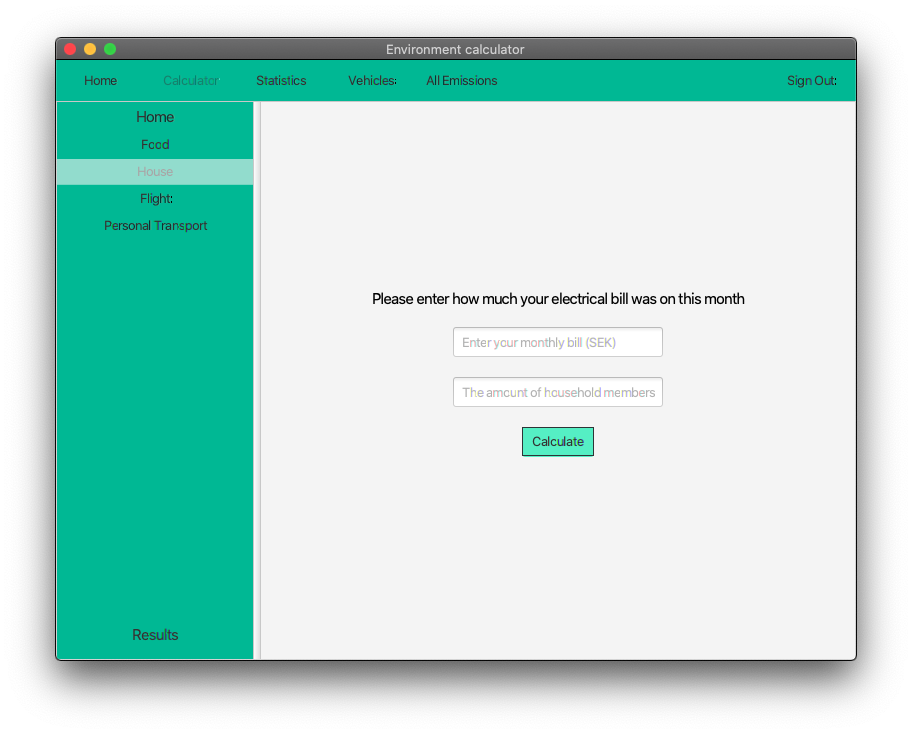 Environment calculator
Home Calculator Statistics Vehicles All Emissions Sign Out
Home
Food
House
Flight
Personal Transport
Please enter how much your electrical bill was on this month
Enter your monthly bill (SEK)
The amount of household members
Calculate
Results